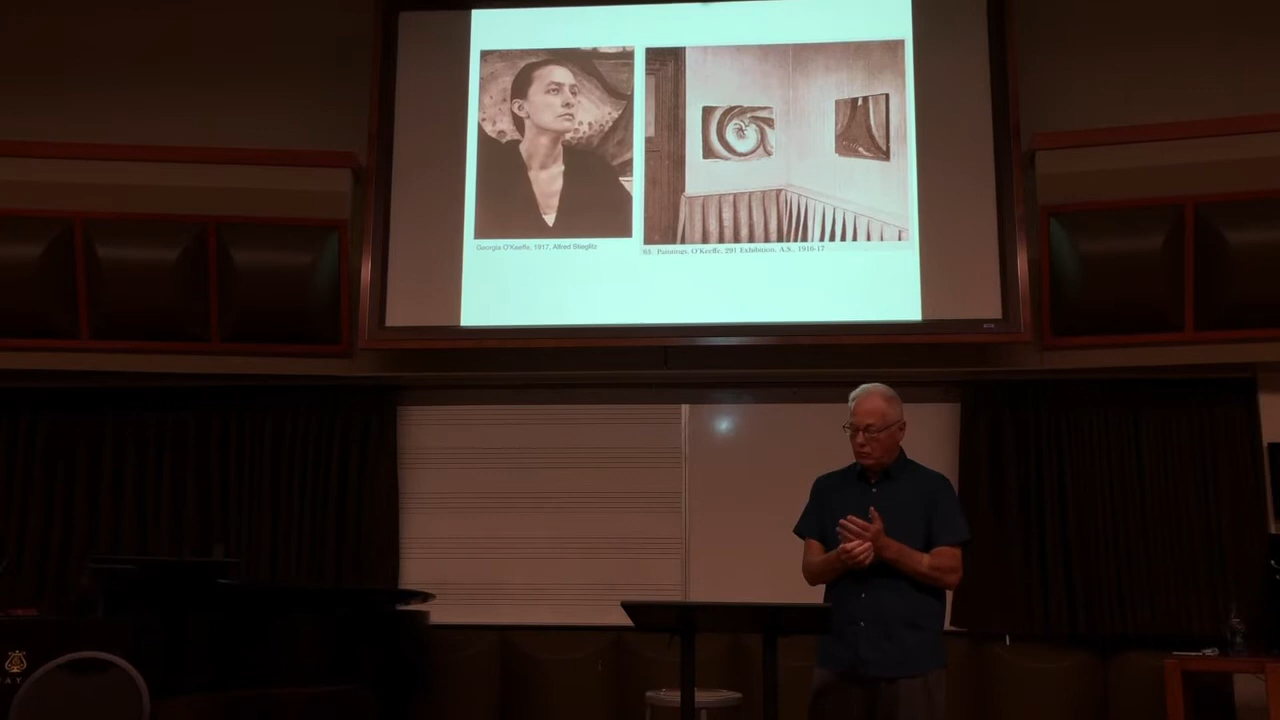 Georgia O'Keeffe, 1917, Alfred Stieglitz
63. Paintings, O'Keeffe, 291 Exhibition, A.S., 1916-17